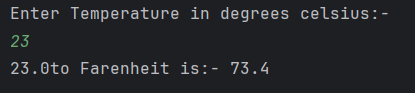 Enter Temperature in degrees celsius:-
23
23.0to Farenheit is:- 73.4